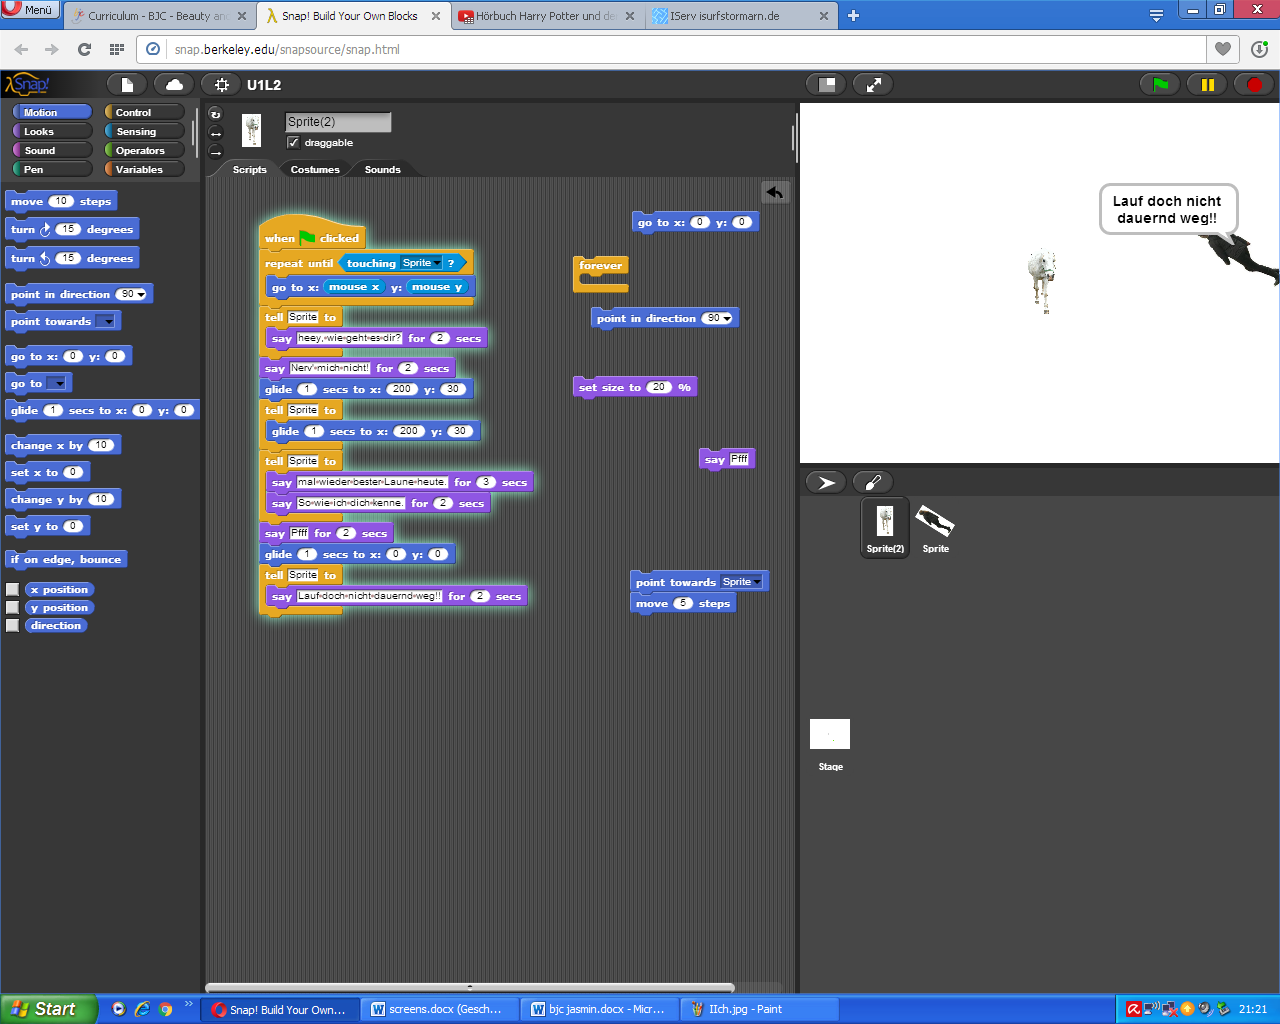 Menü
Curriculum - BJC - Beauty an
Snap! Build Your Own Blocks
Hörbuch Harry Potter und de
IServ isurfstormarn.de
snap.berkeley.edu/snapsource/snap.html
Snap!
U1L2
Motion
Control
Looks
Sensing
Sound
Operators
Pen
Variables
Sprite(2)
draggable
Scripts
Costumes
Sounds
move 10 steps
turn 15 degrees
turn 15 degrees
point in direction 90
point towards
go to x: 0 y: 0
go to
glide 1 secs to x: 0 y: 0
change x by 10
set x to 0
change y by 10
set y to 0
if on edge, bounce
x position
y position
direction
when clicked
repeat until touching Sprite ?
go to x: mouse x y: mouse y
tell Sprite to
say heey, wie geht es dir? for 2 secs
say Nerv' mich nicht! for 2 secs
glide 1 secs to x: 200 y: 30
tell Sprite to
glide 1 secs to x: 200 y: 30
tell Sprite to
say mal wieder bester Laune heute. for 3 secs
say So wie ich dich kenne. for 2 secs
say Pfff for 2 secs
glide 1 secs to x: 0 y: 0
tell Sprite to
say Lauf doch nicht dauernd weg!! for 2 secs
go to x: 0 y: 0
forever
point in direction 90
set size to 20 %
say Pfff
point towards Sprite
move 5 steps
Lauf doch nicht
dauernd weg!!
Sprite(2)
Sprite
Stage
Start
Snap! Build Your Own...
screens.docx (Gesch...
bjc jasmin.docx - Micr...
IIch.jpg - Paint
21:21